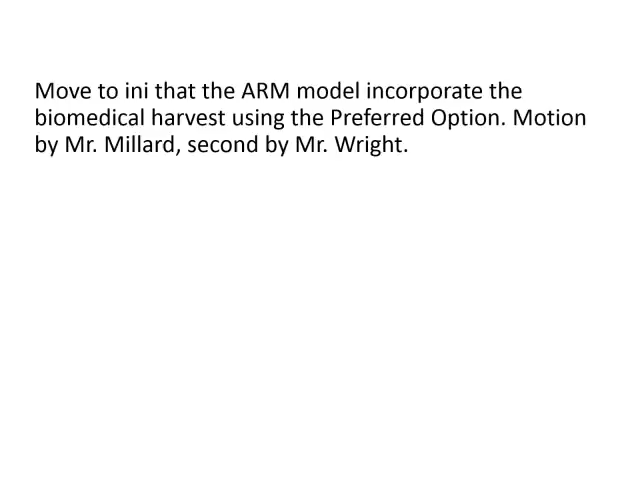 Move to ini that the ARM model incorporate the
biomedical harvest using the Preferred Option. Motion
by Mr. Millard, second by Mr. Wright.